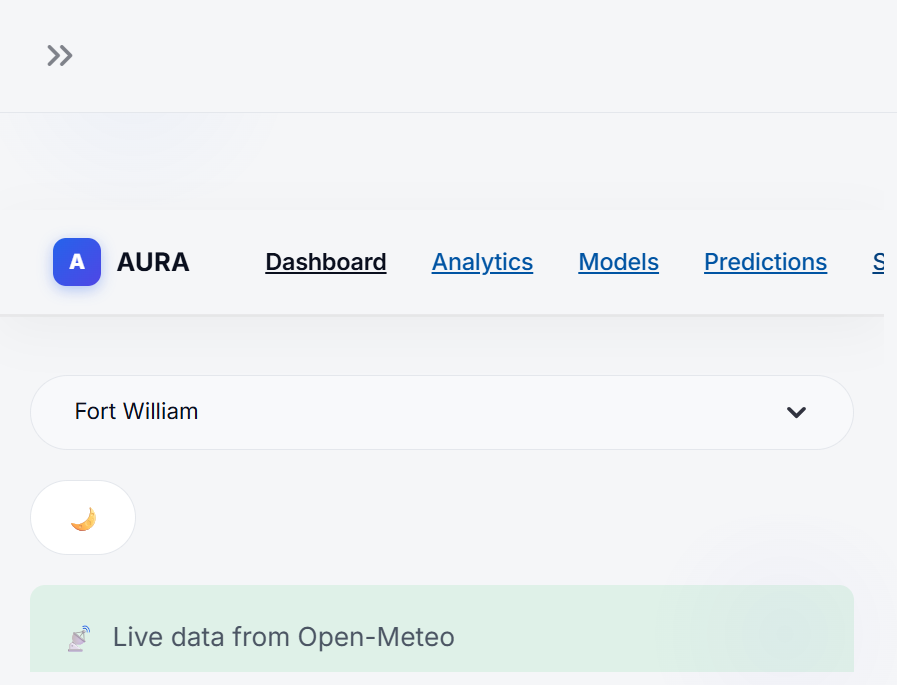 A AURA Dashboard Analytics Models Predictions S
Fort William
Live data from Open-Meteo